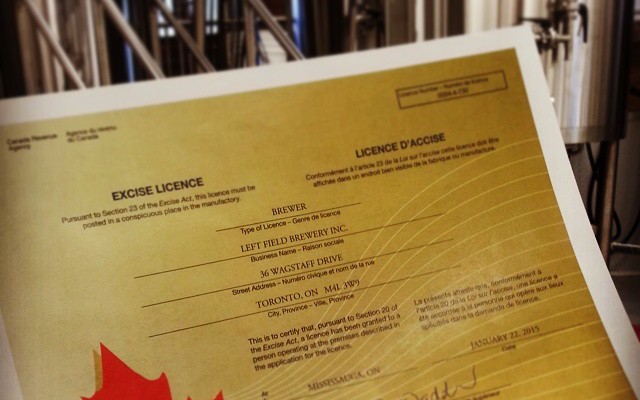 Canada Revenue Agence du revenu
Agency du Canada
Licence Number – Numéro de licence
EXCISE LICENCE
Pursuant to Section 23 of the Excise Act, this licence must be
posted in a conspicuous place in the manufactory.
LICENCE D'ACCISE
Conformément à l'article 23 de la Loi sur l'accise cette licence doit être
affichée dans un endroit bien visible de la fabrique ou manufacture.
BREWER
Type of Licence – Genre de licence
LEFT FIELD BREWERY INC.
Business Name – Raison sociale
36 WAGSTAFF DRIVE
Street Address – Numéro civique et nom de la rue
TORONTO, ON M4L 3W9
City, Province – Ville, Province
This is to certify that, pursuant to Section 20 of
the Excise Act, a licence has been granted to a
person operating at the premises described in
the application for the licence.
La présente atteste que, conformément à
l'article 20 de la Loi sur l'accise, une licence a
été accordée à la personne qui opère aux lieux
spécifiés dans la demande de licence.
At
MISSISSAUGA, ON
JANUARY 22, 2015
Date